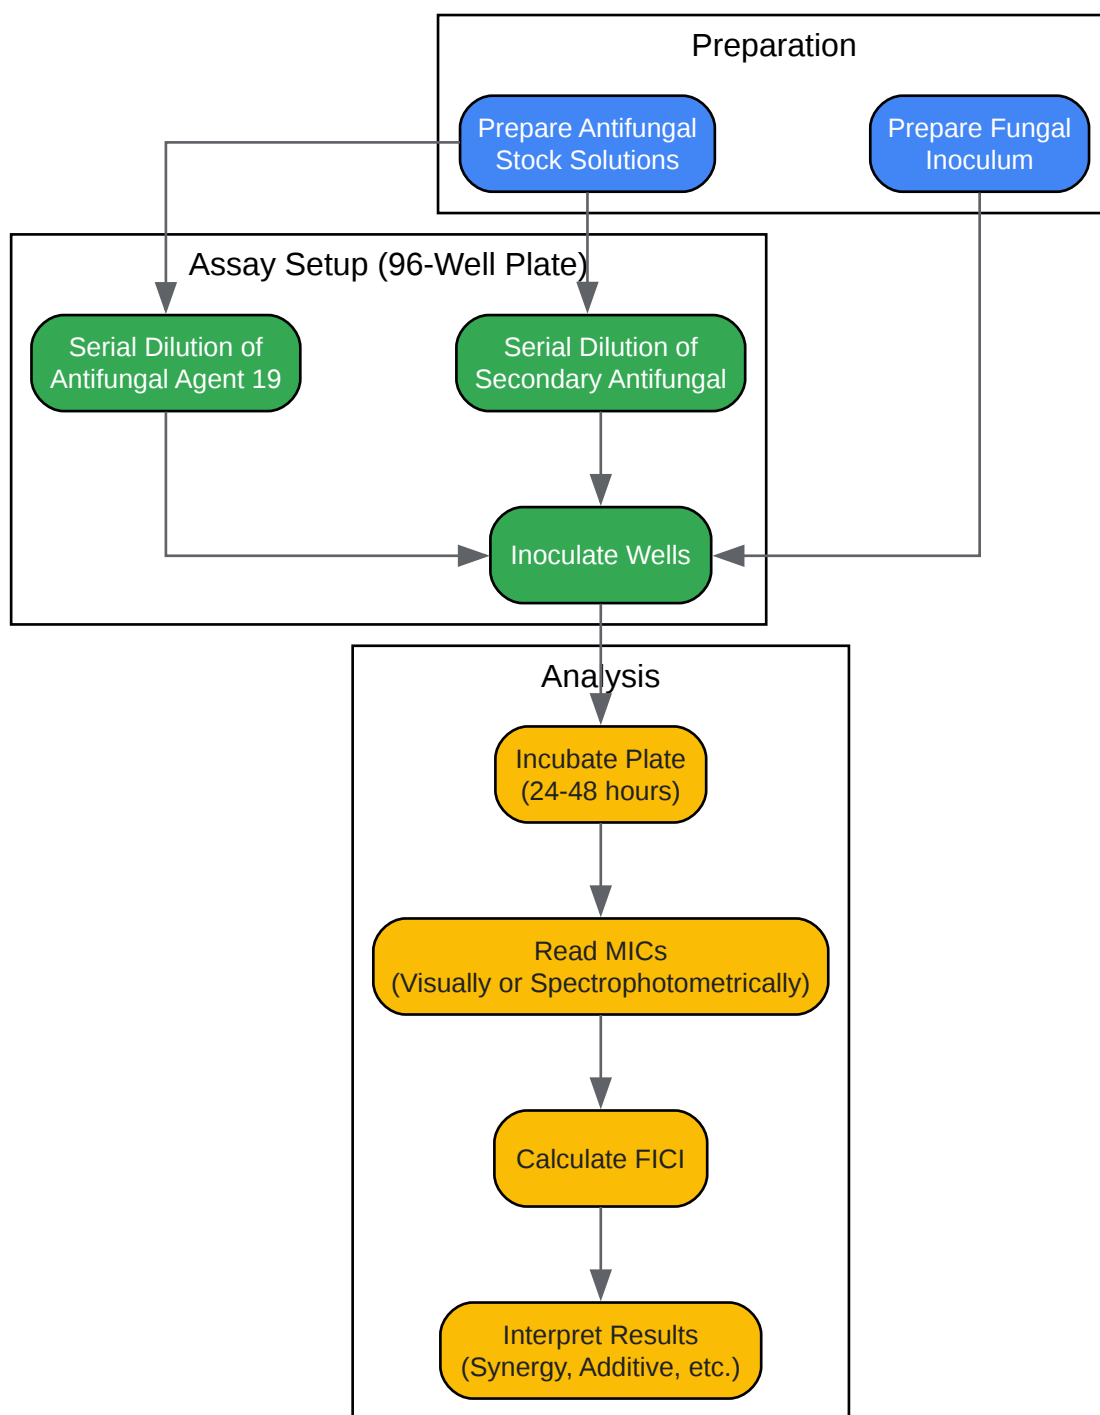 Preparation
Prepare Antifungal
Stock Solutions
Prepare Fungal
Inoculum
Assay Setup (96-Well Plate)
Serial Dilution of
Antifungal Agent 19
Serial Dilution of
Secondary Antifungal
Inoculate Wells
Analysis
Incubate Plate
(24-48 hours)
Read MICs
(Visually or Spectrophotometrically)
Calculate FICI
Interpret Results
(Synergy, Additive, etc.)